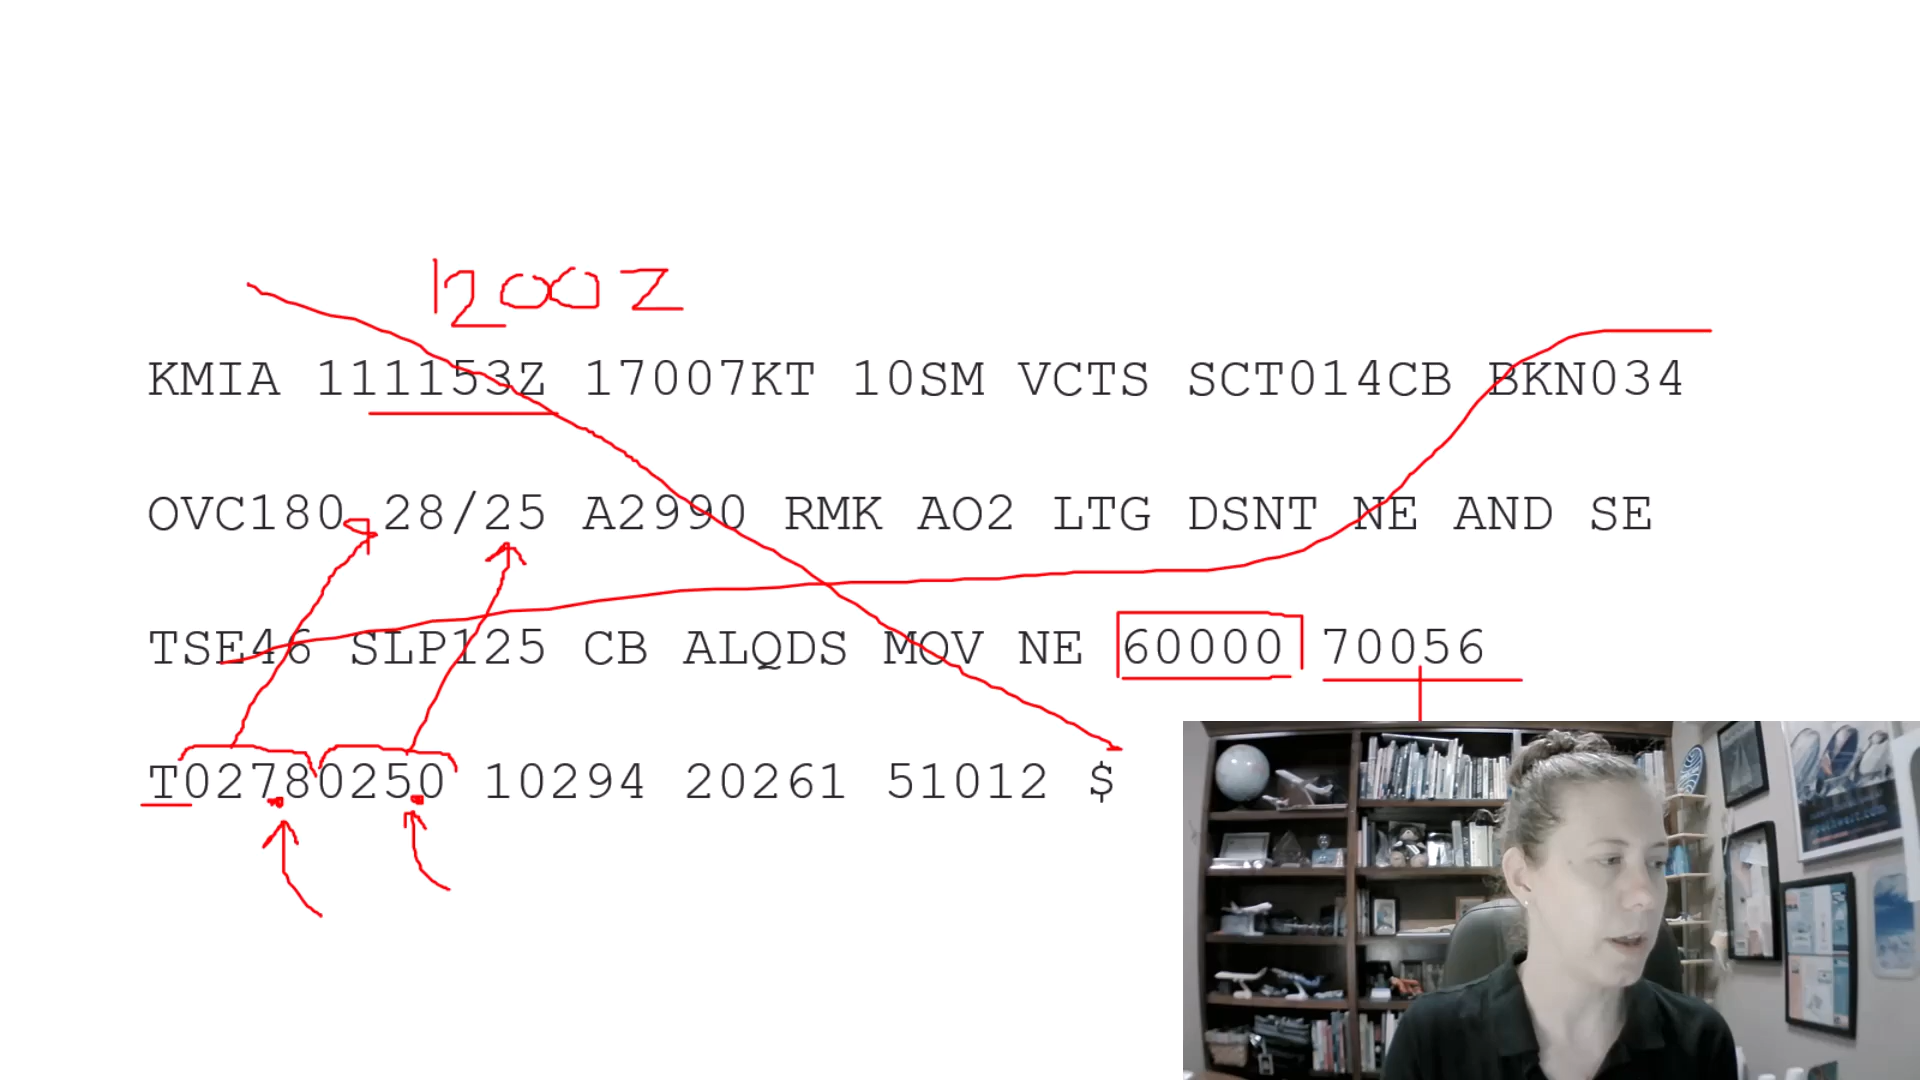 1200Z
KMIA 111153Z 17007KT 10SM VCTS SCT014CB BKN034
OVC180 28/25 A2990 RMK AO2 LTG DSNT NE AND SE
TSE46 SLP125 CB ALQDS MOV NE 60000 70056
T02780250 10294 20261 51012 $